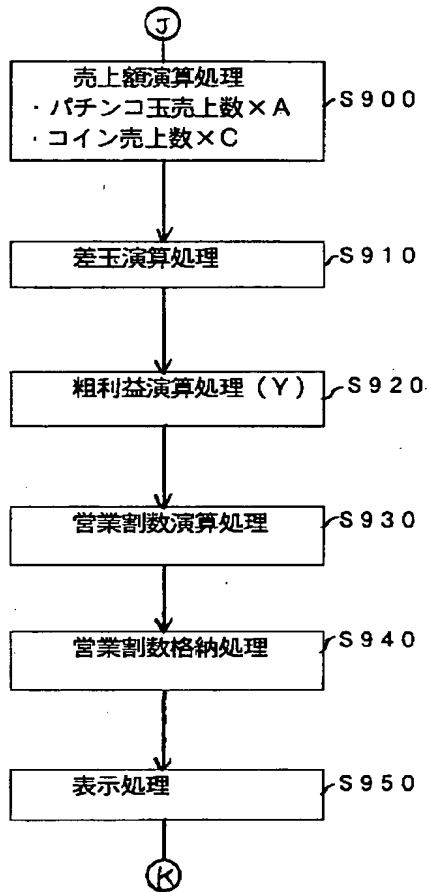 J
売上額演算処理
・パチンコ玉売上数×A
・コイン売上数×C
S900
差玉演算処理
S910
粗利益演算処理（Y）
S920
営業割数演算処理
S930
営業割数格納処理
S940
表示処理
S950
K